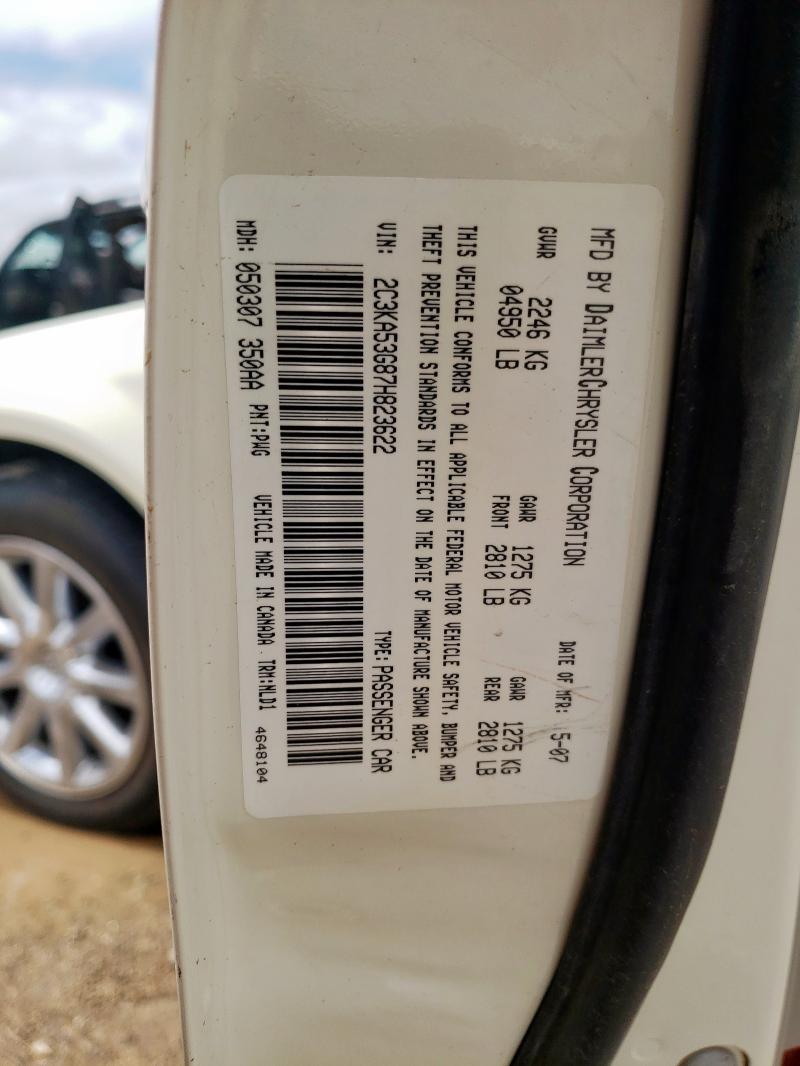 MFD BY DAIMLERCHRYSLER CORPORATION
DATE OF MFR: 5-07
GVWR 2246 KG
04950 LB
GAWR FRONT 1275 KG
2810 LB
GAWR REAR 1275 KG
2810 LB
THIS VEHICLE CONFORMS TO ALL APPLICABLE FEDERAL MOTOR VEHICLE SAFETY, BUMPER AND
THEFT PREVENTION STANDARDS IN EFFECT ON THE DATE OF MANUFACTURE SHOWN ABOVE.
VIN: 2C3KA53G87H823622 TYPE: PASSENGER CAR
MDH: 050307 350AA PNT:PWG VEHICLE MADE IN CANADA TRM:MLD1 4648104